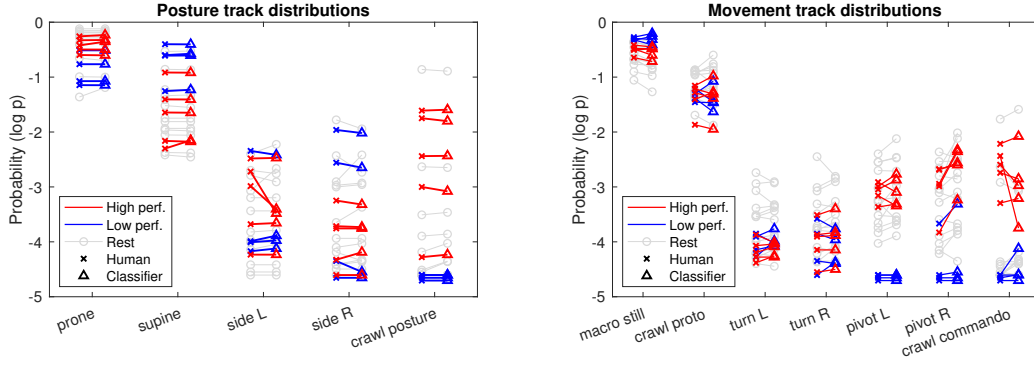 Posture track distributions
Probability (log p)
0
-1
-2
-3
-4
-5
High perf.
Low perf.
Rest
Human
Classifier
prone
supine
side L
side R
crawl posture
Movement track distributions
Probability (log p)
0
-1
-2
-3
-4
-5
High perf.
Low perf.
Rest
Human
Classifier
macro still
crawl proto
turn L
turn R
pivot L
pivot R
crawl commando